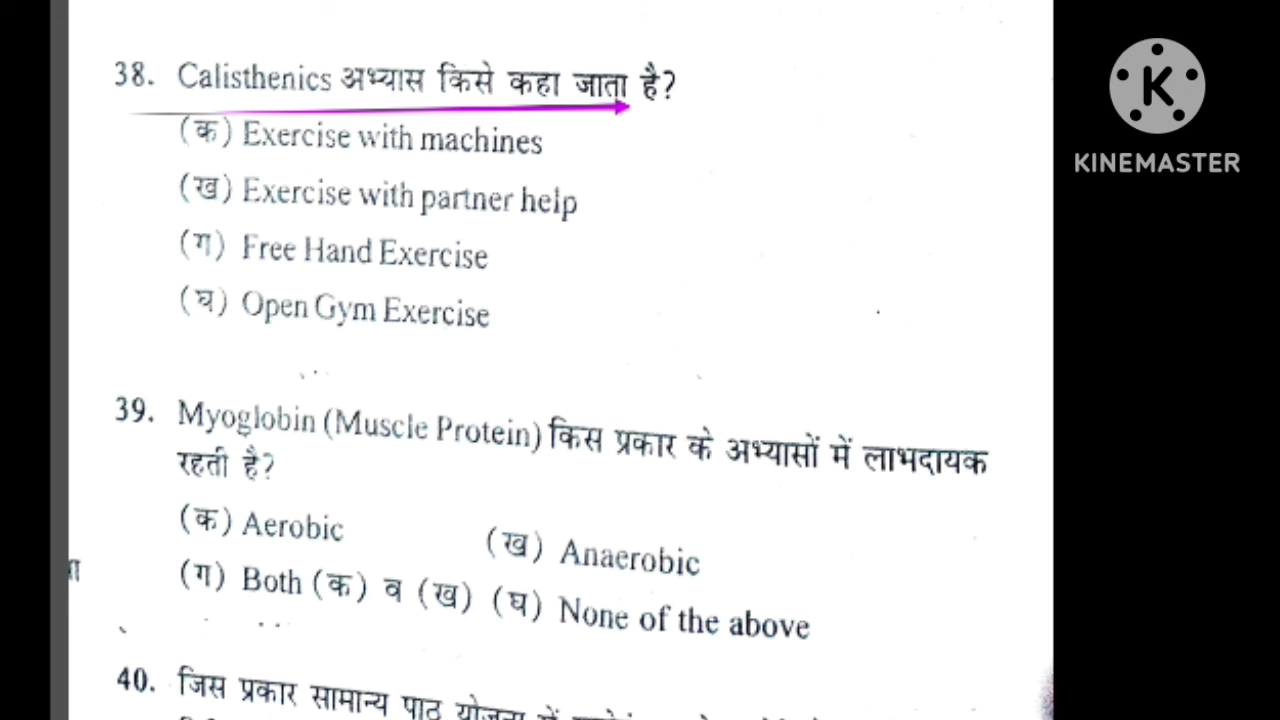 38. Calisthenics अभ्यास किसे कहा जाता है?
(क) Exercise with machines
(ख) Exercise with partner help
(ग) Free Hand Exercise
(घ) Open Gym Exercise
39. Myoglobin (Muscle Protein) किस प्रकार के अभ्यासों में लाभदायक
रहती है?
(क) Aerobic (ख) Anaerobic
(ग) Both (क) व (ख) (घ) None of the above
40. जिस प्रकार सामान्य पाठ योजना में
KINEMASTER